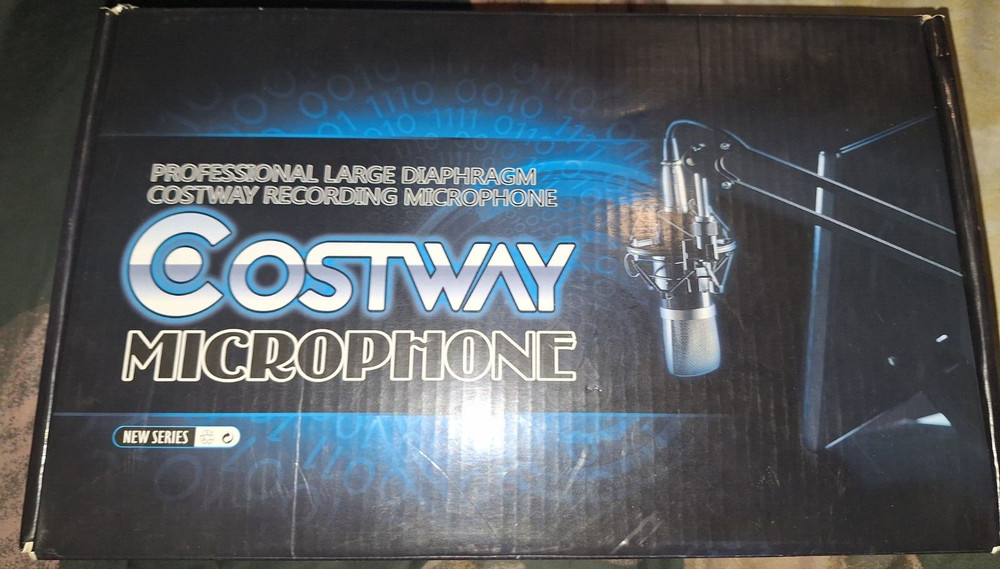 PROFESSIONAL LARGE DIAPHRAGM
COSTWAY RECORDING MICROPHONE
COSTWAY
MICROPHONE
NEW SERIES